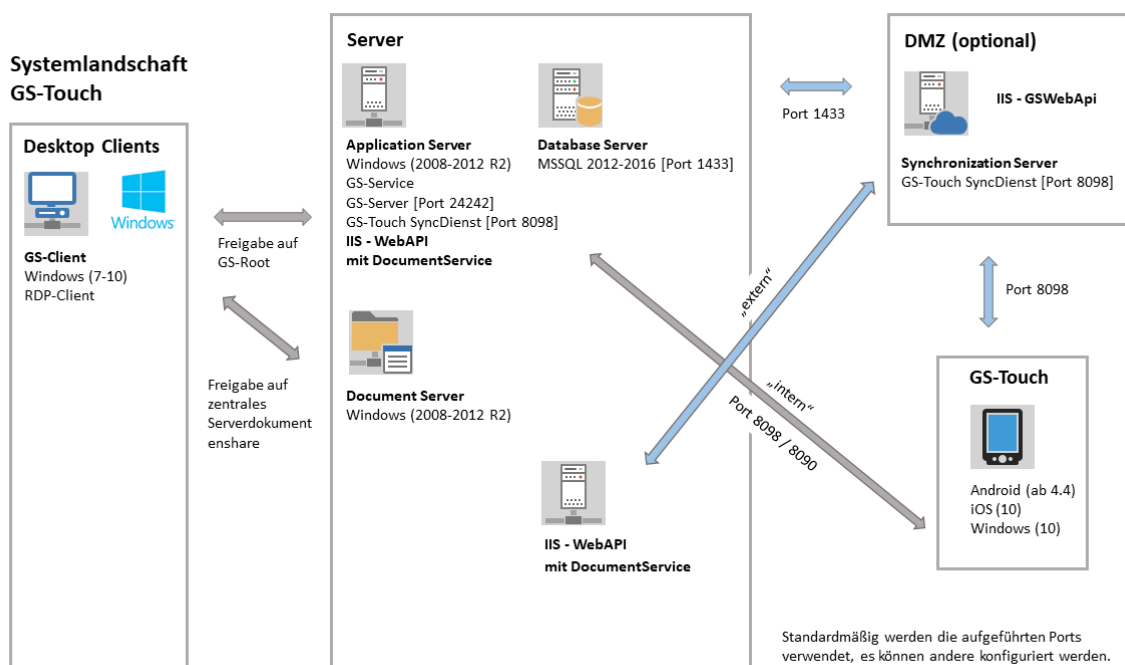 Systemlandschaft
GS-Touch
Desktop Clients
Windows
GS-Client
Windows (7-10)
RDP-Client
Freigabe auf
GS-Root
Freigabe auf
zentrales
Serverdokument
enshare
Server
Application Server
Windows (2008-2012 R2)
GS-Service
GS-Server [Port 24242]
GS-Touch SyncDienst [Port 8098]
IIS - WebAPI
mit DocumentService
Database Server
MSSQL 2012-2016 [Port 1433]
Document Server
Windows (2008-2012 R2)
IIS - WebAPI
mit DocumentService
Port 1433
„extern“
„intern“
Port 8098 / 8090
DMZ (optional)
IIS - GSWebApi
Synchronization Server
GS-Touch SyncDienst [Port 8098]
Port 8098
GS-Touch
Android (ab 4.4)
iOS (10)
Windows (10)
Standardmäßig werden die aufgeführten Ports
verwendet, es können andere konfiguriert werden.